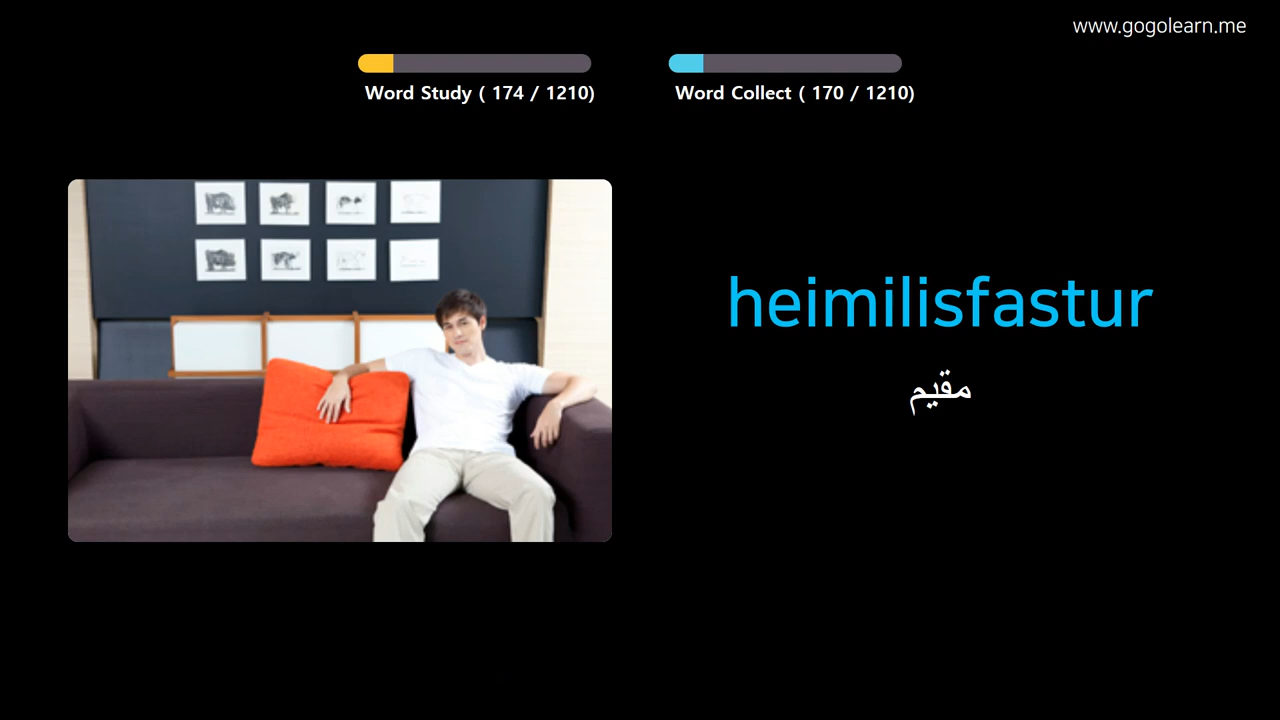 www.gogolearn.me
Word Study ( 174 / 1210)
Word Collect ( 170 / 1210)
heimilisfastur
مقيم